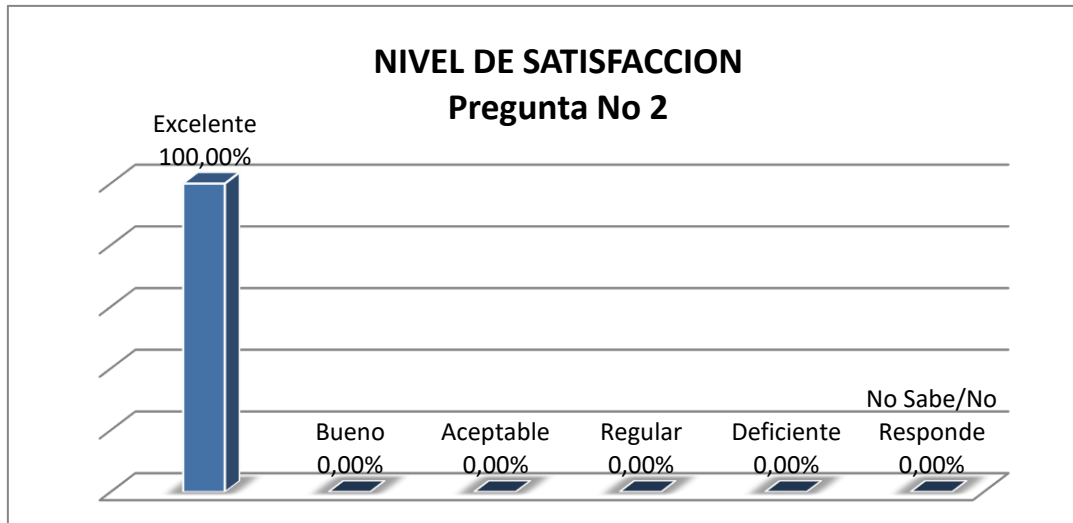 NIVEL DE SATISFACCION
Pregunta No 2
Excelente
100,00%
Bueno
0,00%
Aceptable
0,00%
Regular
0,00%
Deficiente
0,00%
No Sabe/No
Responde
0,00%